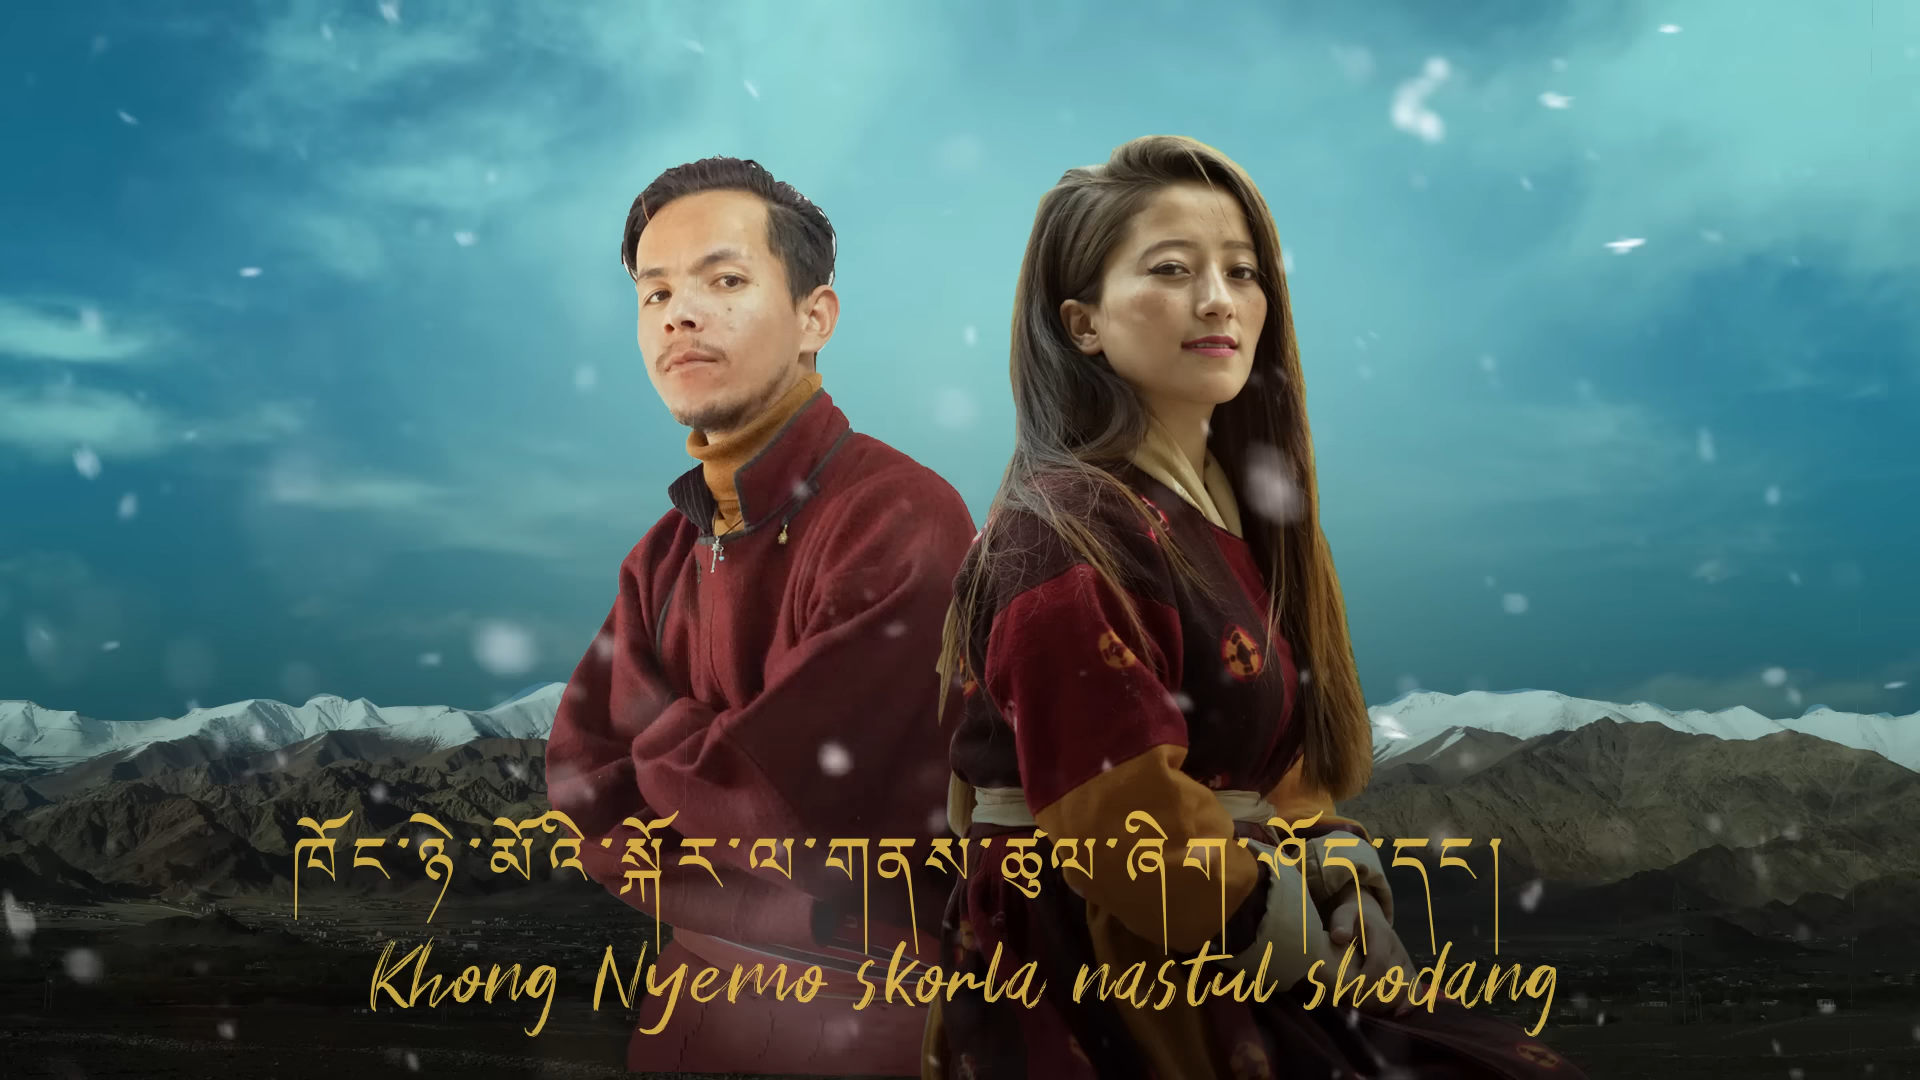 ཁོང་ཉེ་མོའི་སྐོར་ལ་གནས་ཚུལ་ཞིག་ཤོད་དང།
Khong Nyemo skorla nastul shodang